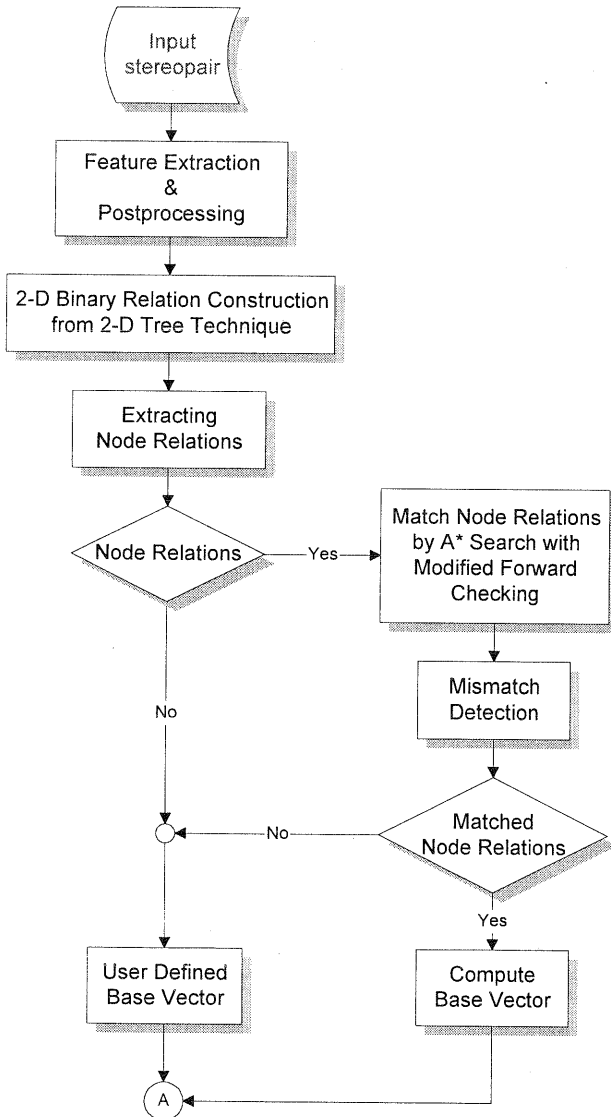 Input
stereopair
Feature Extraction
&
Postprocessing
2-D Binary Relation Construction
from 2-D Tree Technique
Extracting
Node Relations
Node Relations
Yes
Match Node Relations
by A* Search with
Modified Forward
Checking
Mismatch
Detection
No
Matched
Node Relations
No
Yes
User Defined
Base Vector
Compute
Base Vector
A